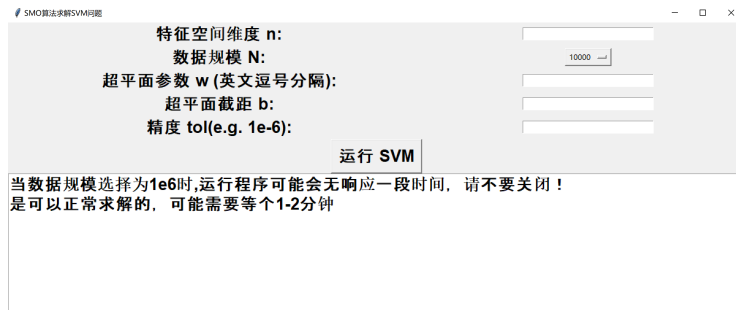 SMO算法求解SVM问题
特征空间维度 n:
数据规模 N:
10000
超平面参数 w (英文逗号分隔):
超平面截距 b:
精度 tol(e.g. 1e-6):
运行 SVM
当数据规模选择为1e6时,运行程序可能会无响应一段时间，请不要关闭！
是可以正常求解的，可能需要等个1-2分钟